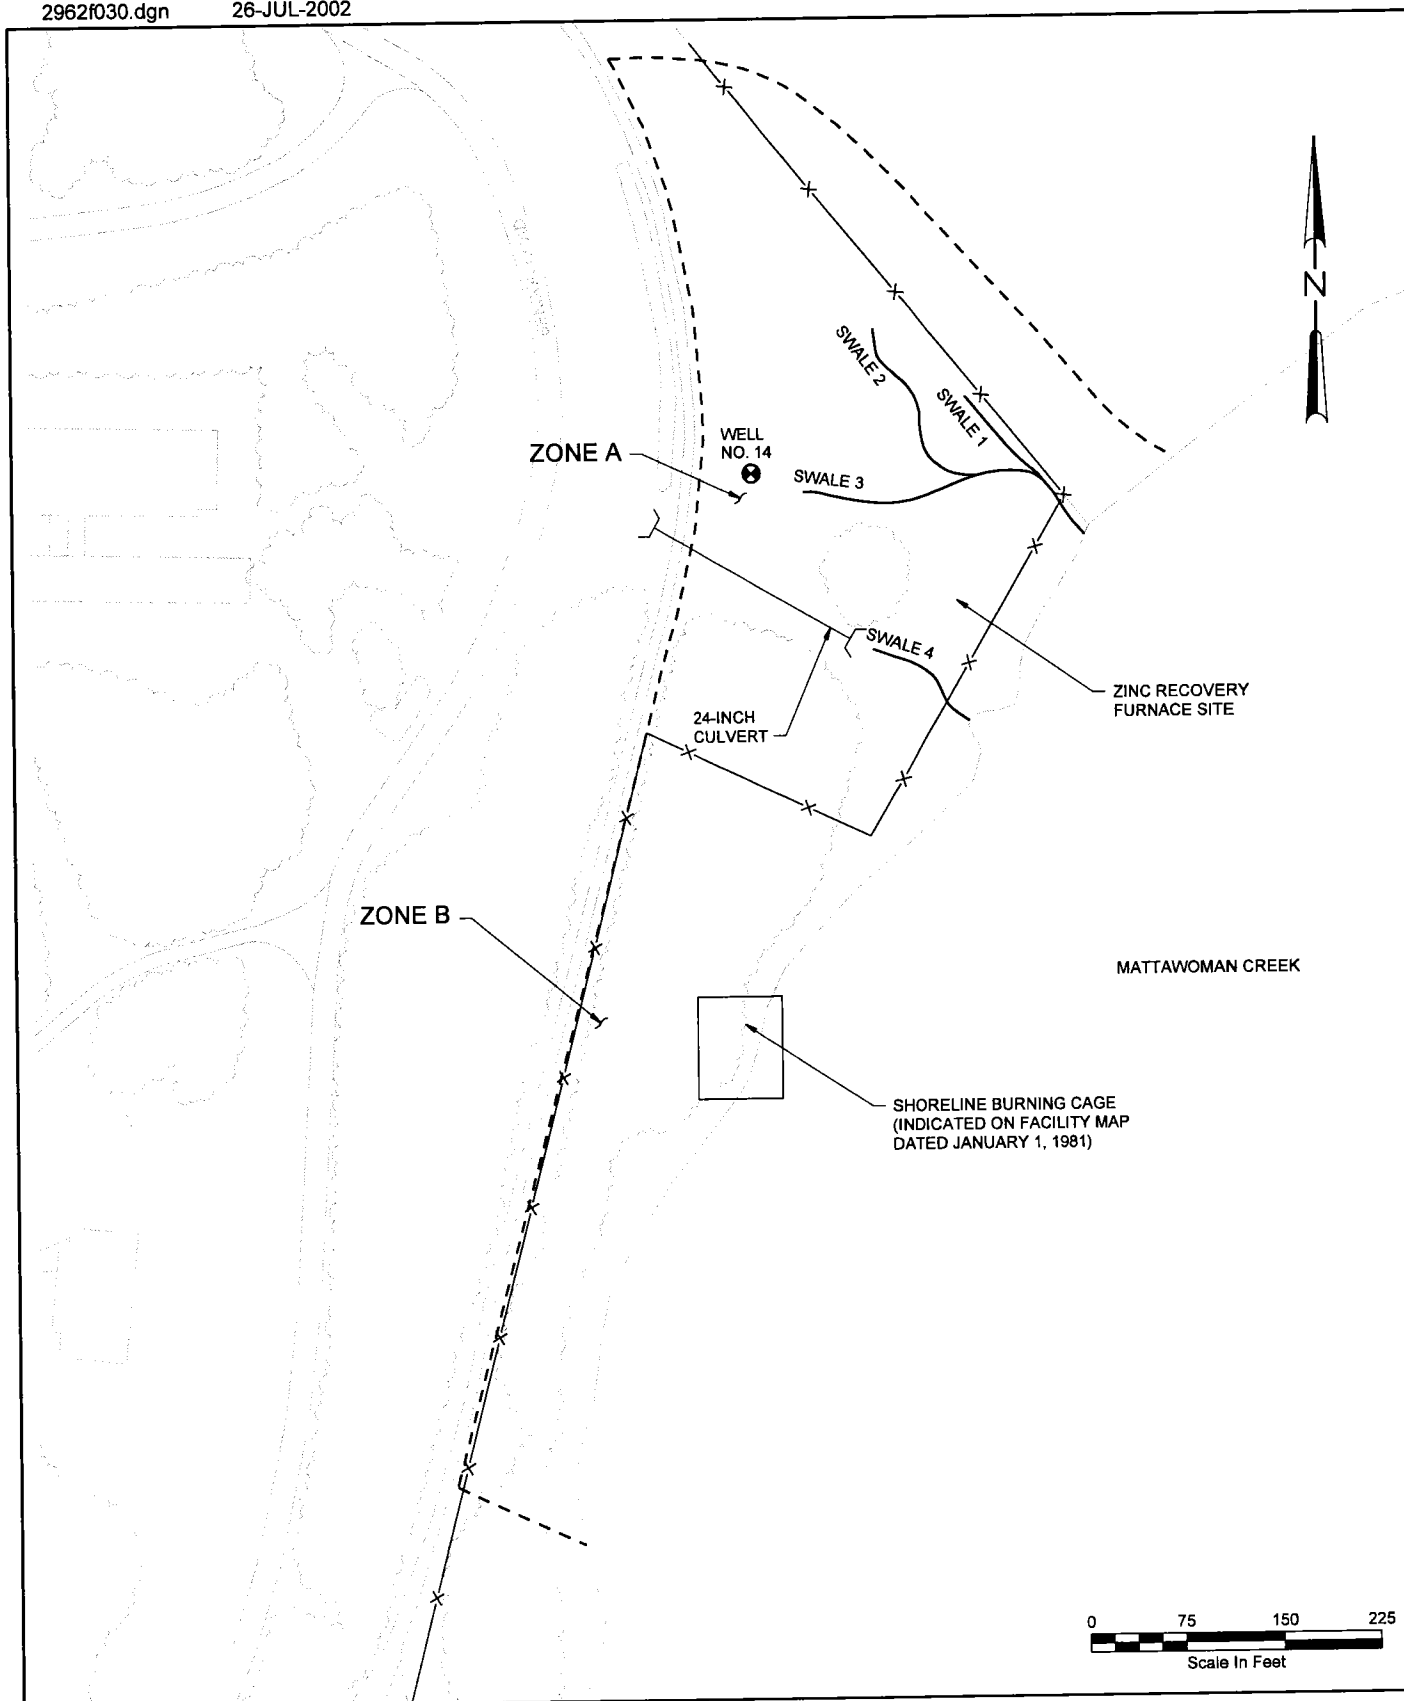 2962f030.dgn 26-JUL-2002
N
SWALE 2
SWALE 1
WELL
NO. 14
ZONE A
SWALE 3
SWALE 4
ZINC RECOVERY
FURNACE SITE
24-INCH
CULVERT
ZONE B
MATTAWOMAN CREEK
SHORELINE BURNING CAGE
(INDICATED ON FACILITY MAP
DATED JANUARY 1, 1981)
0 75 150 225
Scale In Feet